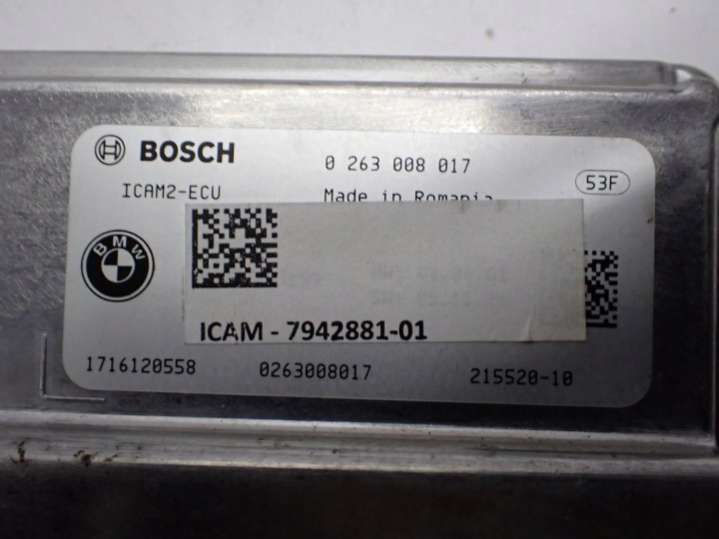 BOSCH 0 263 008 017
ICAM2-ECU Made in Romania 53F
BMW
ICAM - 7942881-01
1716120558 0263008017 215520-10